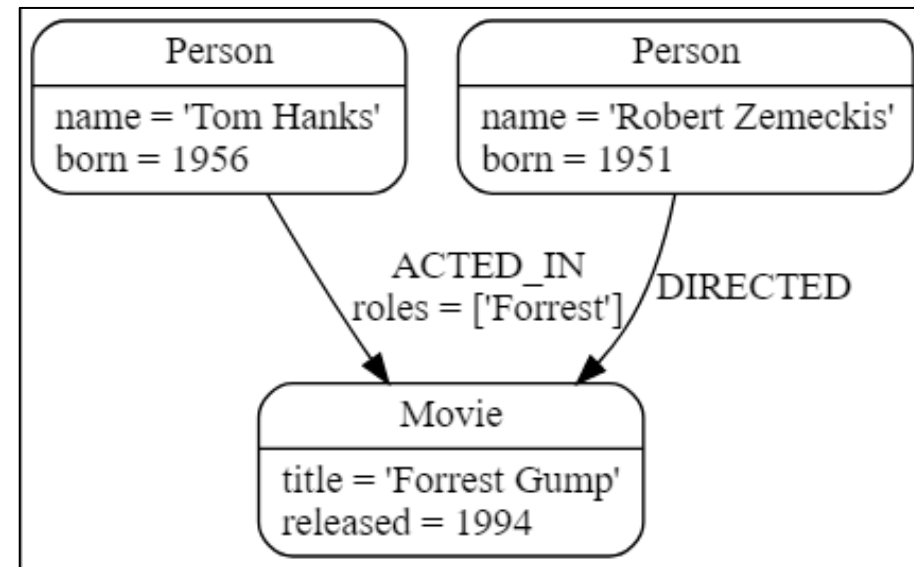 Person
name = 'Tom Hanks'
born = 1956
Person
name = 'Robert Zemeckis'
born = 1951
ACTED_IN
roles = ['Forrest']
DIRECTED
Movie
title = 'Forrest Gump'
released = 1994